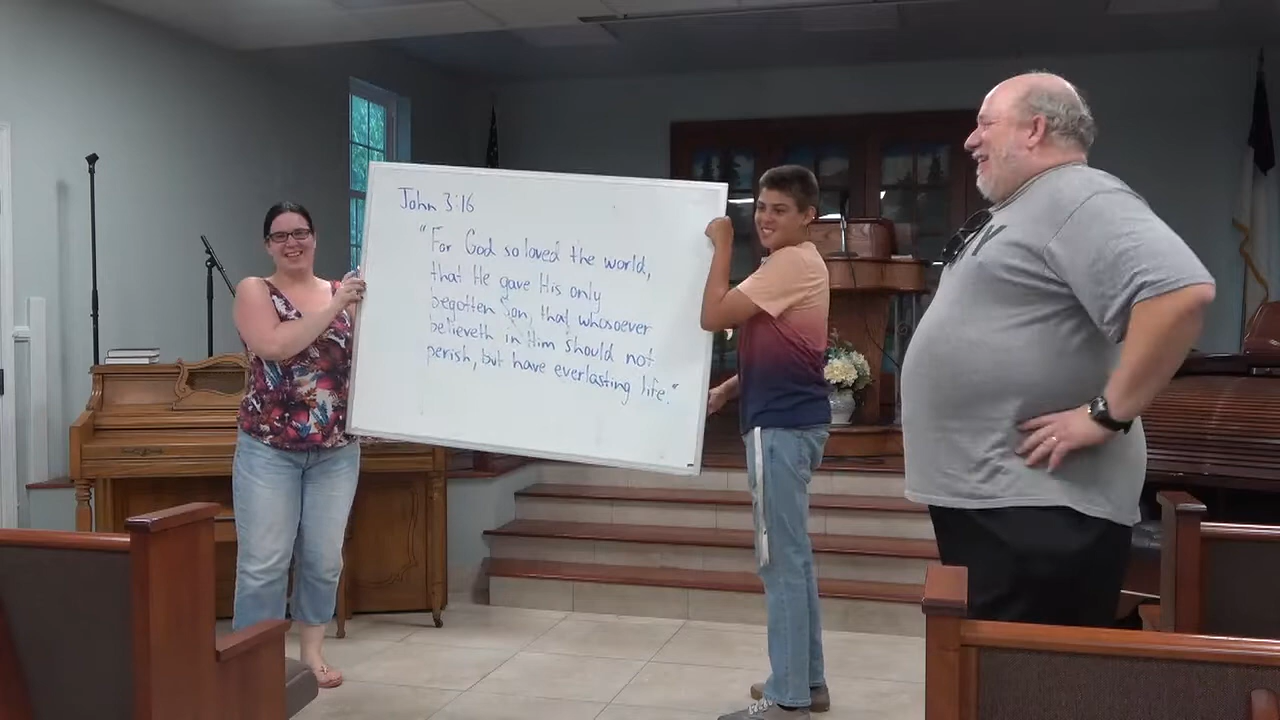 John 3:16
"For God so loved the world,
that He gave His only
begotten Son, that whosoever
believeth in Him should not
perish, but have everlasting life."
Y